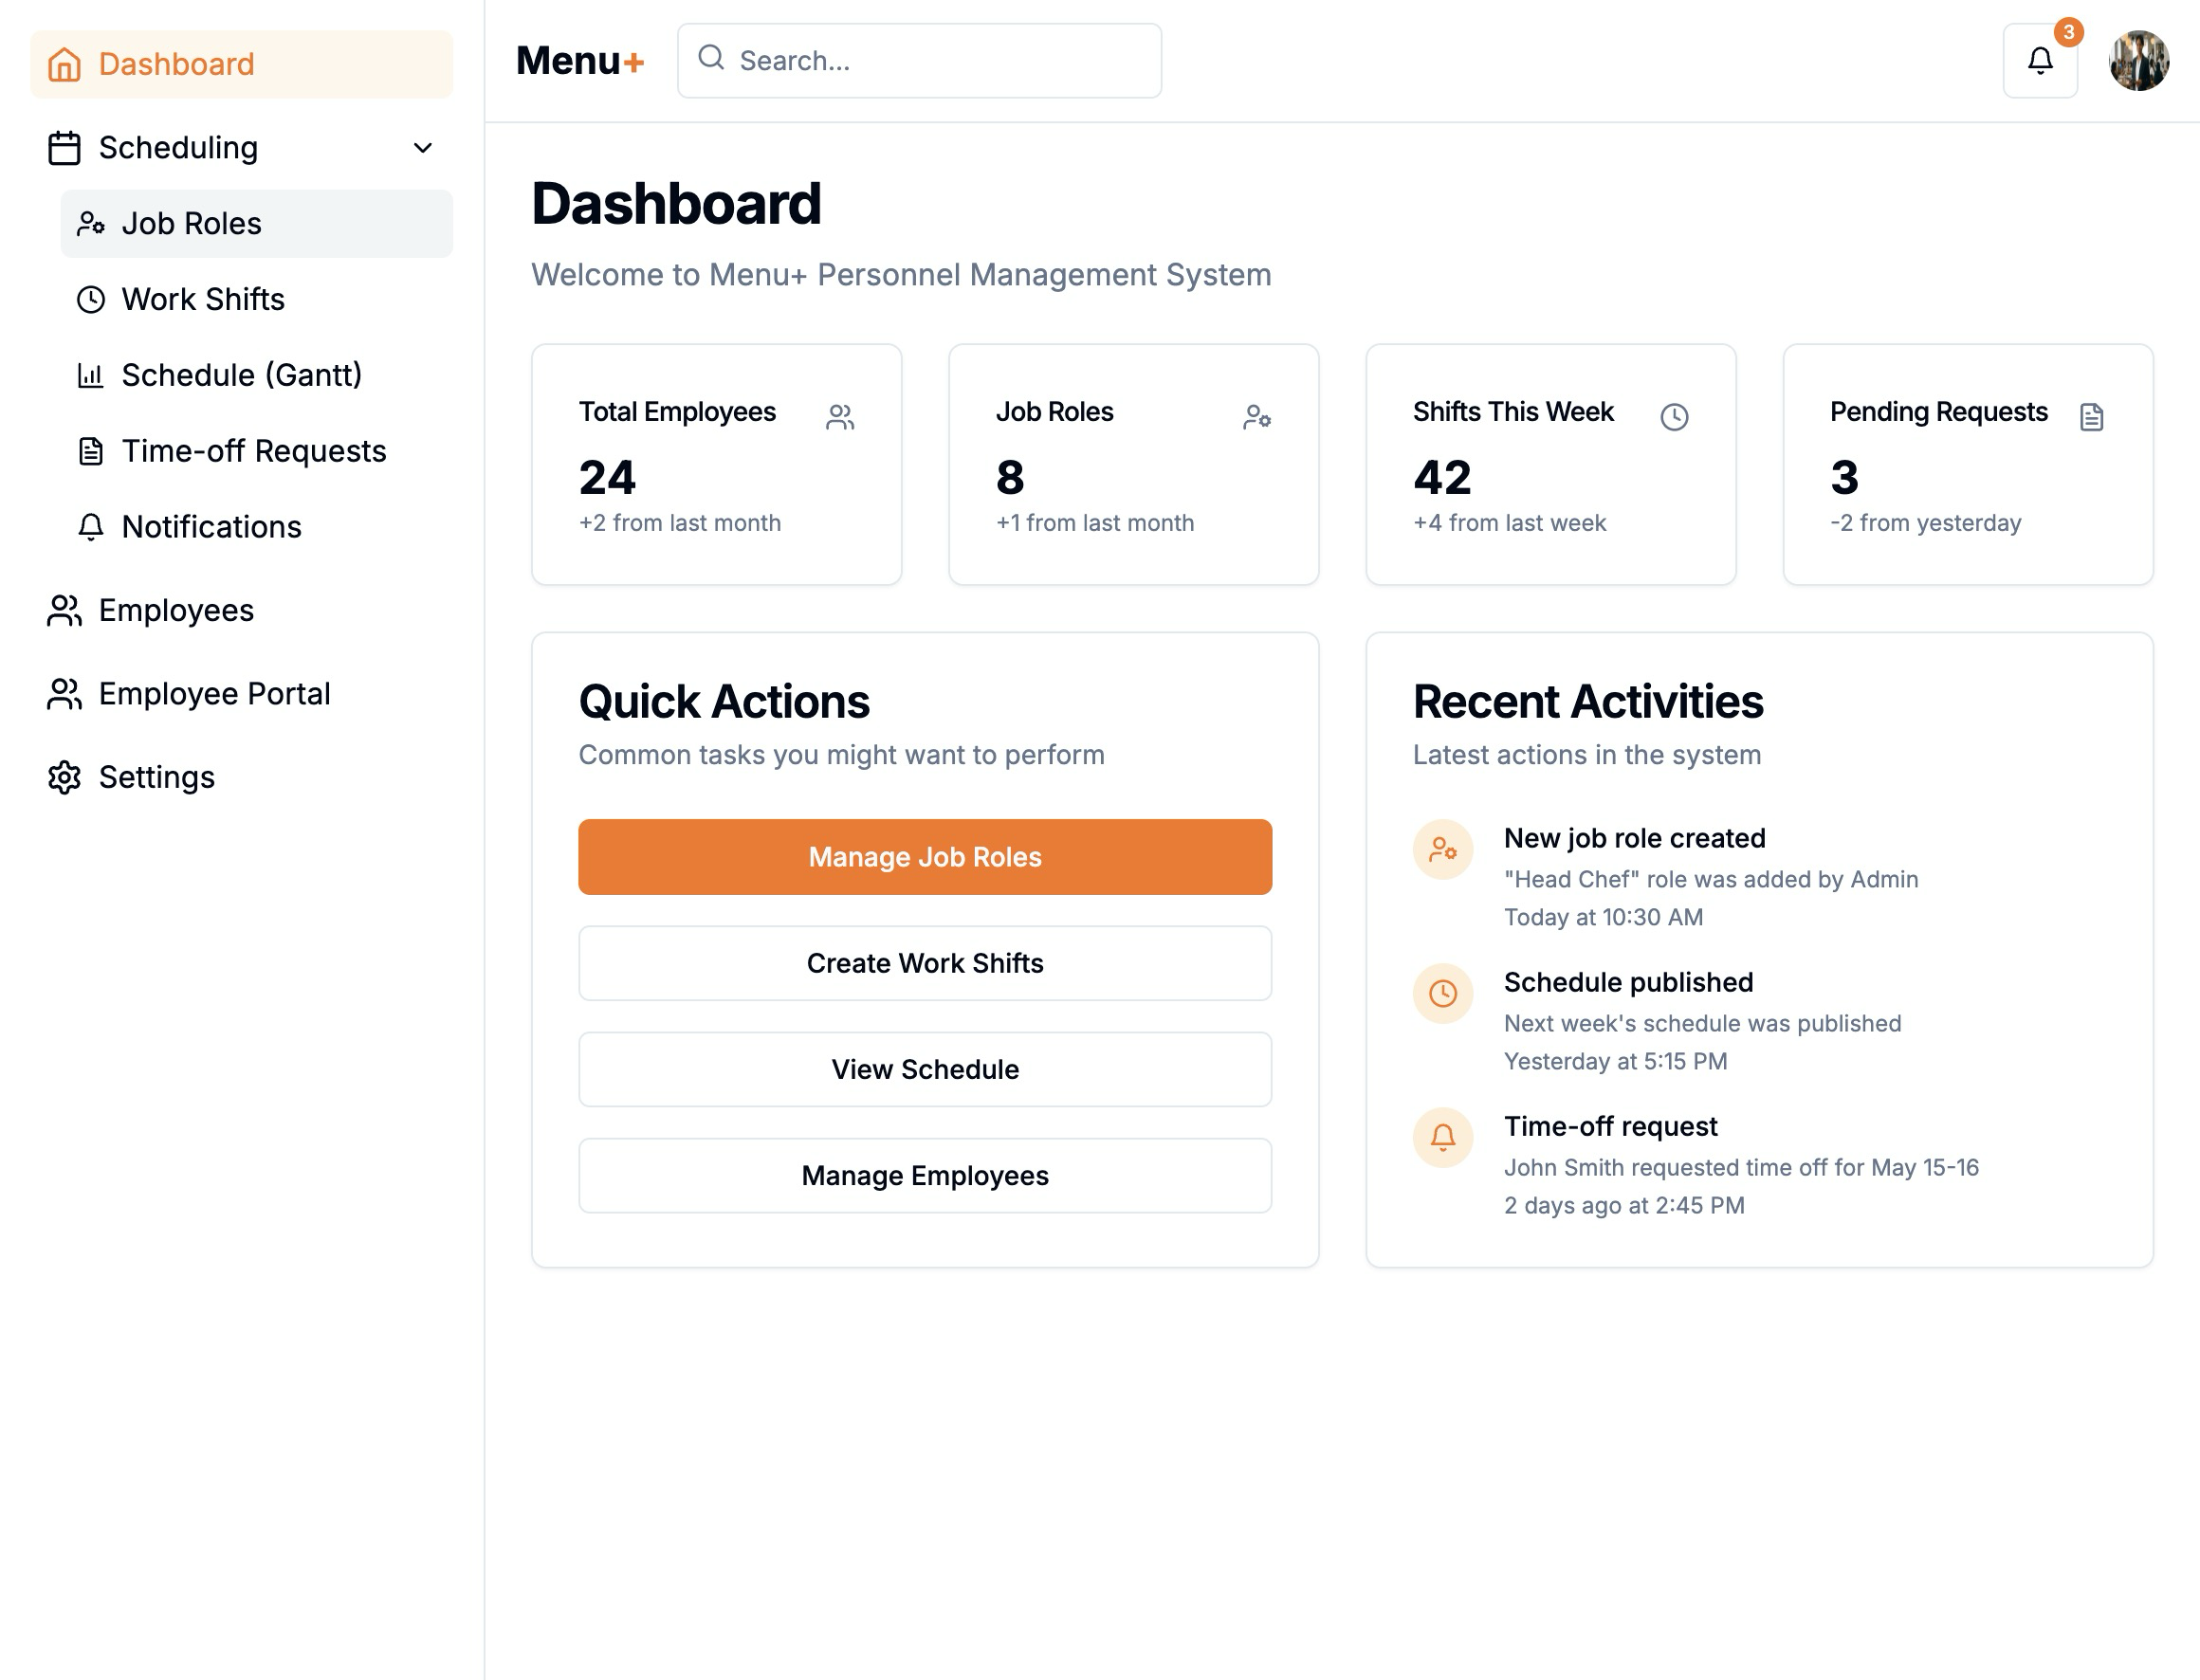 Dashboard
Scheduling
Job Roles
Work Shifts
Schedule (Gantt)
Time-off Requests
Notifications
Employees
Employee Portal
Settings
Menu+
Search...
3
Dashboard
Welcome to Menu+ Personnel Management System
Total Employees
24
+2 from last month
Job Roles
8
+1 from last month
Shifts This Week
42
+4 from last week
Pending Requests
3
-2 from yesterday
Quick Actions
Common tasks you might want to perform
Manage Job Roles
Create Work Shifts
View Schedule
Manage Employees
Recent Activities
Latest actions in the system
New job role created
"Head Chef" role was added by Admin
Today at 10:30 AM
Schedule published
Next week's schedule was published
Yesterday at 5:15 PM
Time-off request
John Smith requested time off for May 15-16
2 days ago at 2:45 PM